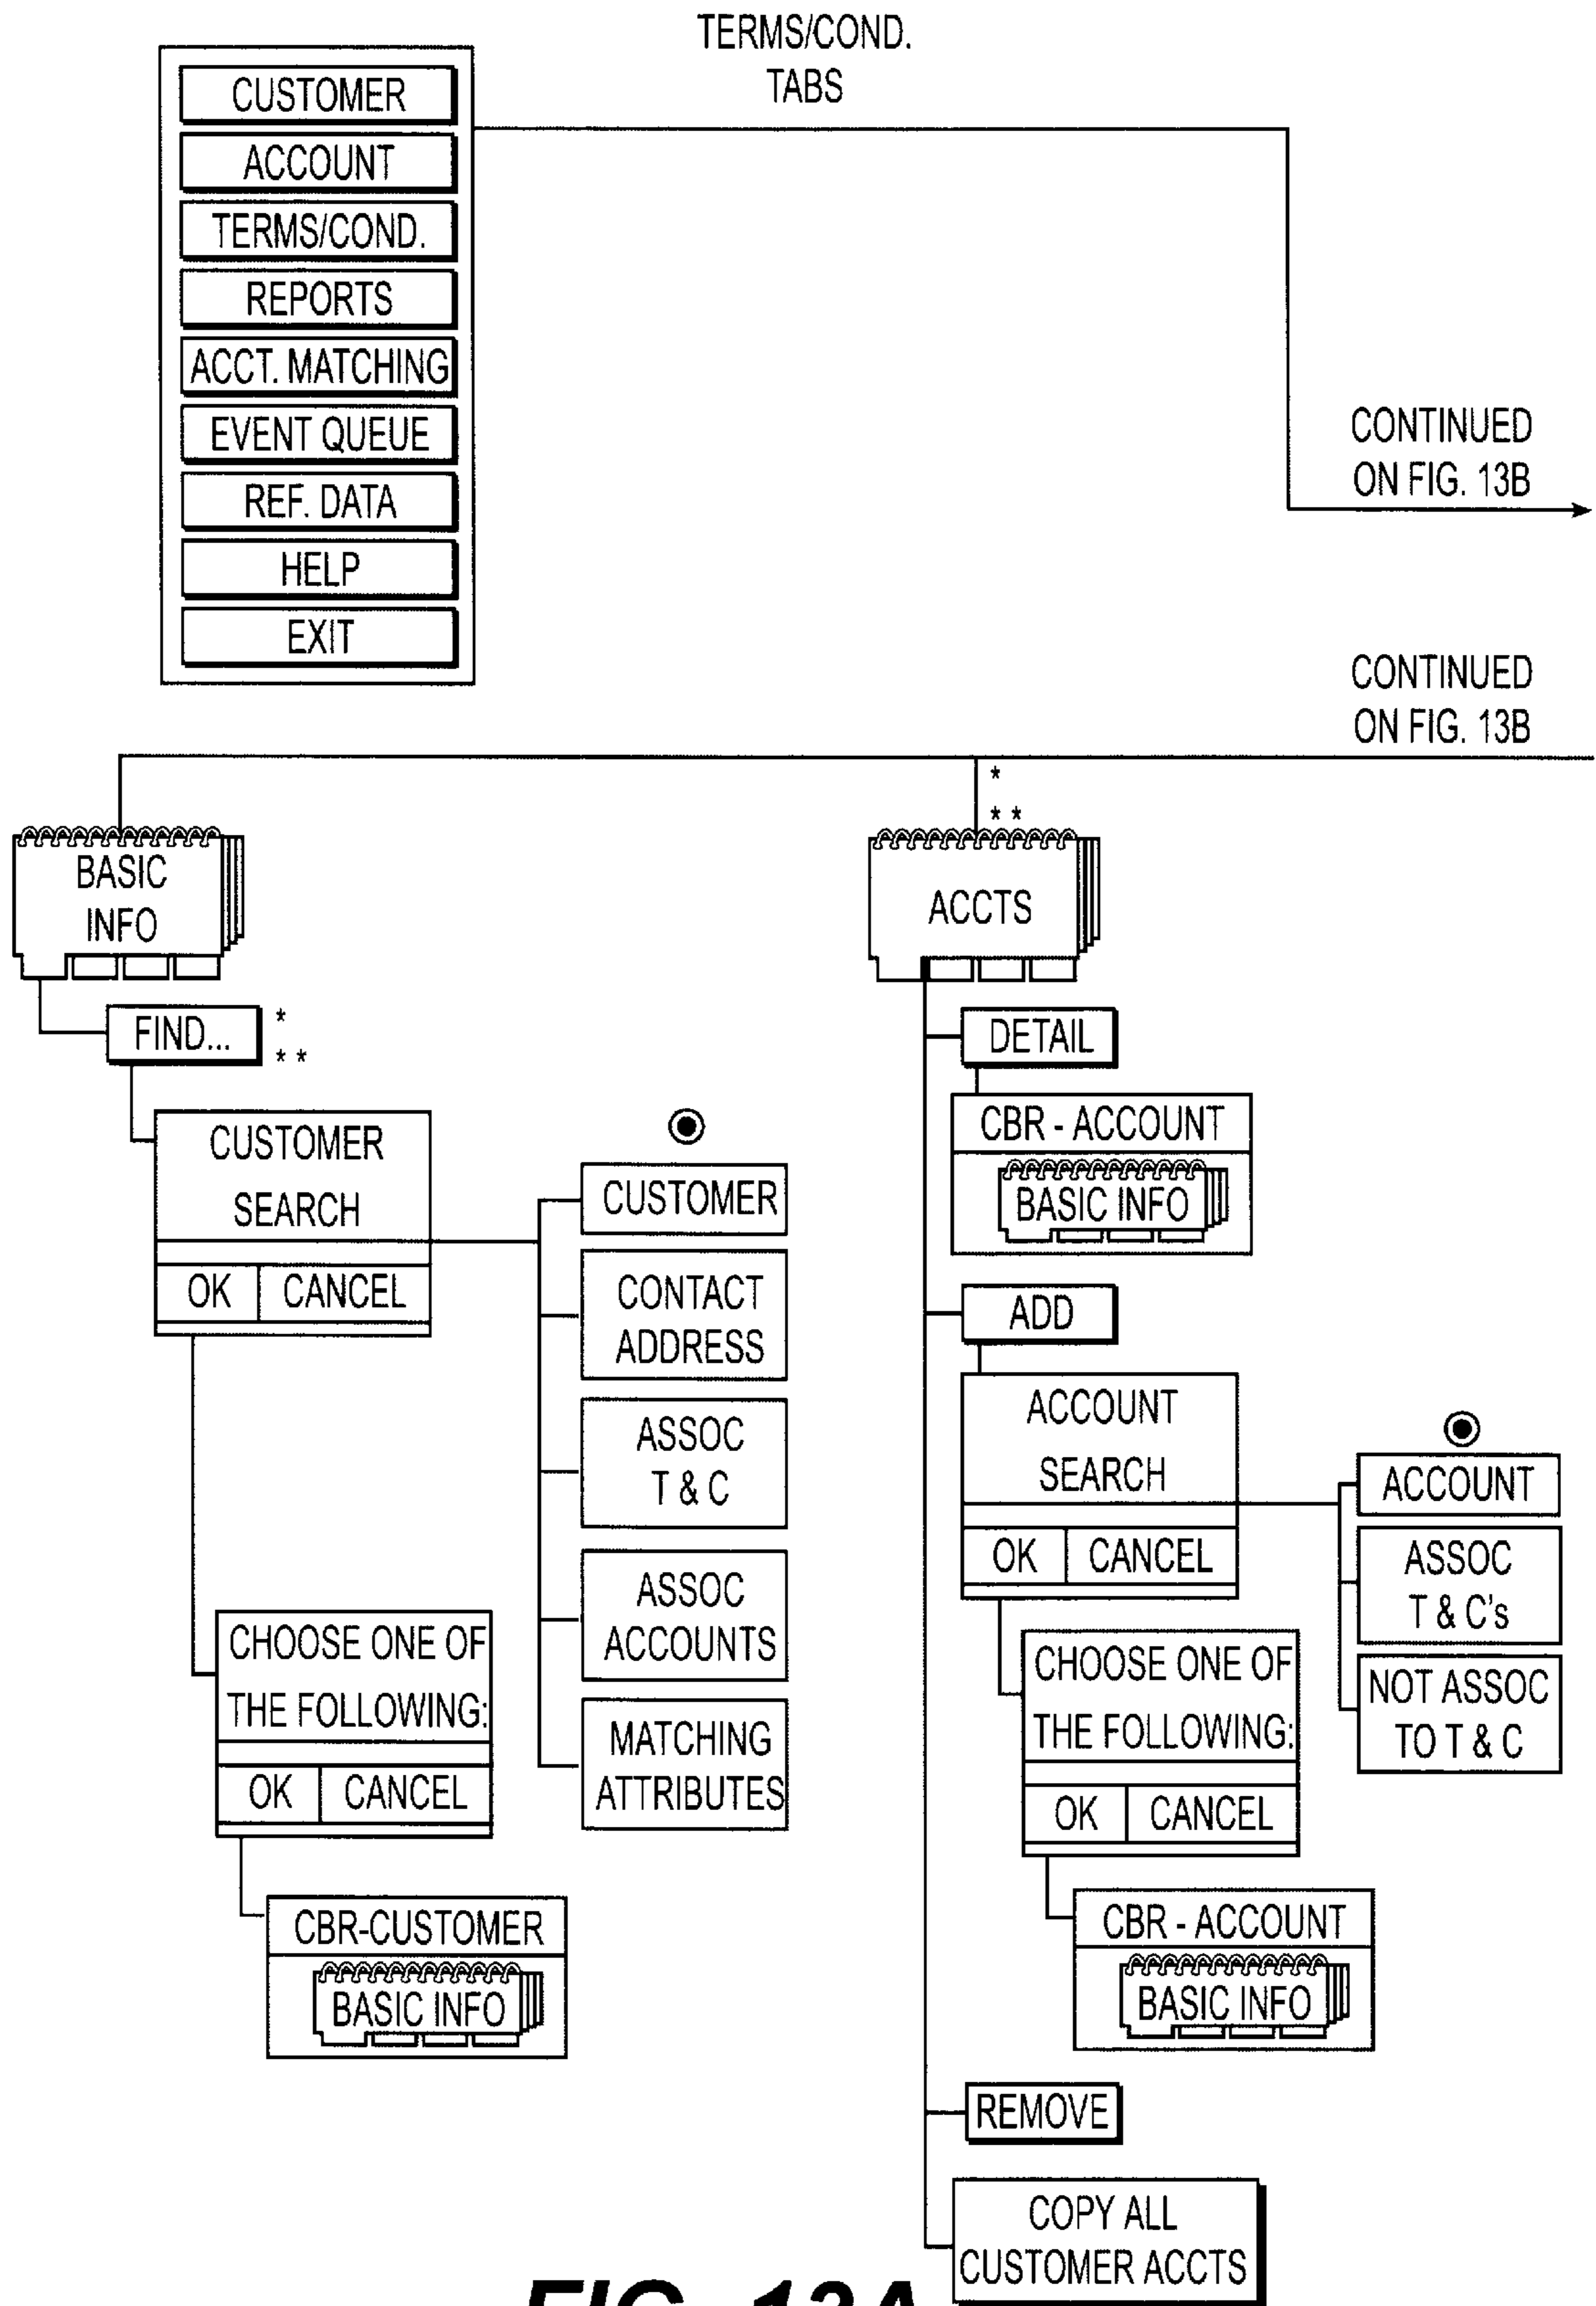 TERMS/COND.
TABS
CUSTOMER
ACCOUNT
TERMS/COND.
REPORTS
ACCT. MATCHING
EVENT QUEUE
REF. DATA
HELP
EXIT
CONTINUED
ON FIG. 13B
CONTINUED
ON FIG. 13B
BASIC
INFO
FIND...
*
* *
CUSTOMER
SEARCH
OK
CANCEL
CUSTOMER
CONTACT
ADDRESS
ASSOC
T & C
ASSOC
ACCOUNTS
MATCHING
ATTRIBUTES
CHOOSE ONE OF
THE FOLLOWING:
OK
CANCEL
CBR-CUSTOMER
BASIC INFO
*
* *
ACCTS
DETAIL
CBR - ACCOUNT
BASIC INFO
ADD
ACCOUNT
SEARCH
OK
CANCEL
ACCOUNT
ASSOC
T & C's
NOT ASSOC
TO T & C
CHOOSE ONE OF
THE FOLLOWING:
OK
CANCEL
CBR - ACCOUNT
BASIC INFO
REMOVE
COPY ALL
CUSTOMER ACCTS
FIG. 13A